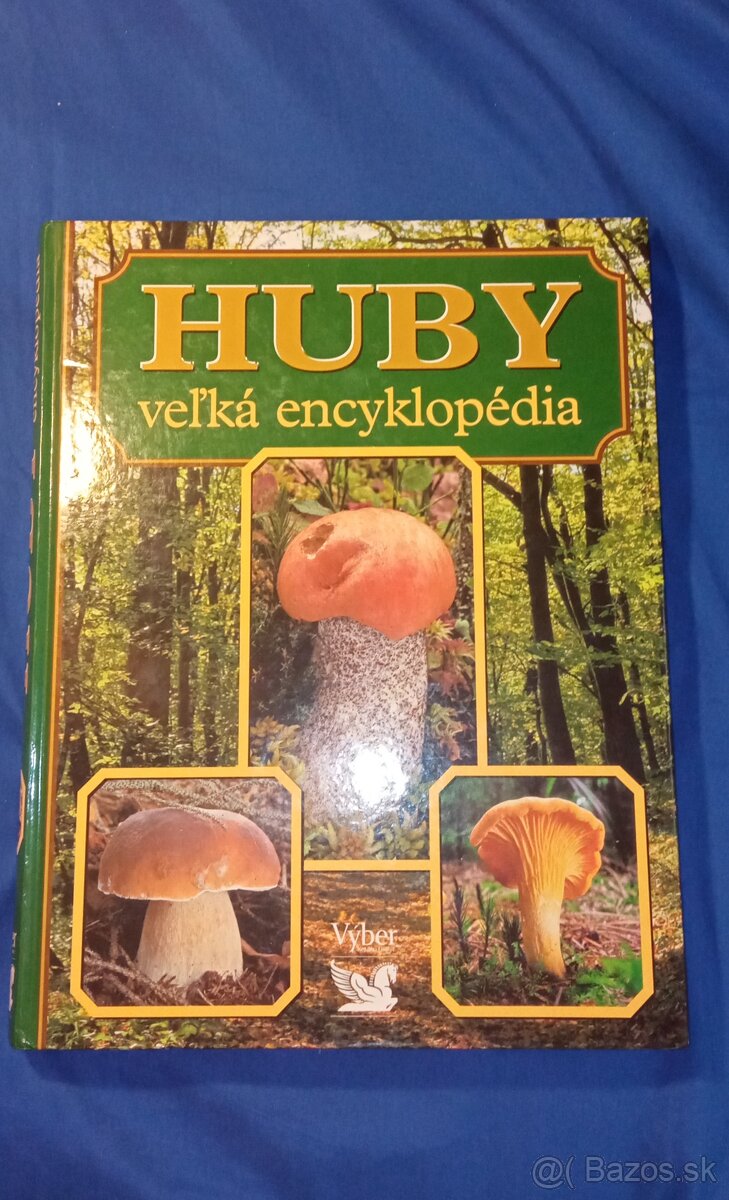 HUBY
veľká encyklopédia
Výber
@( Bazos.sk